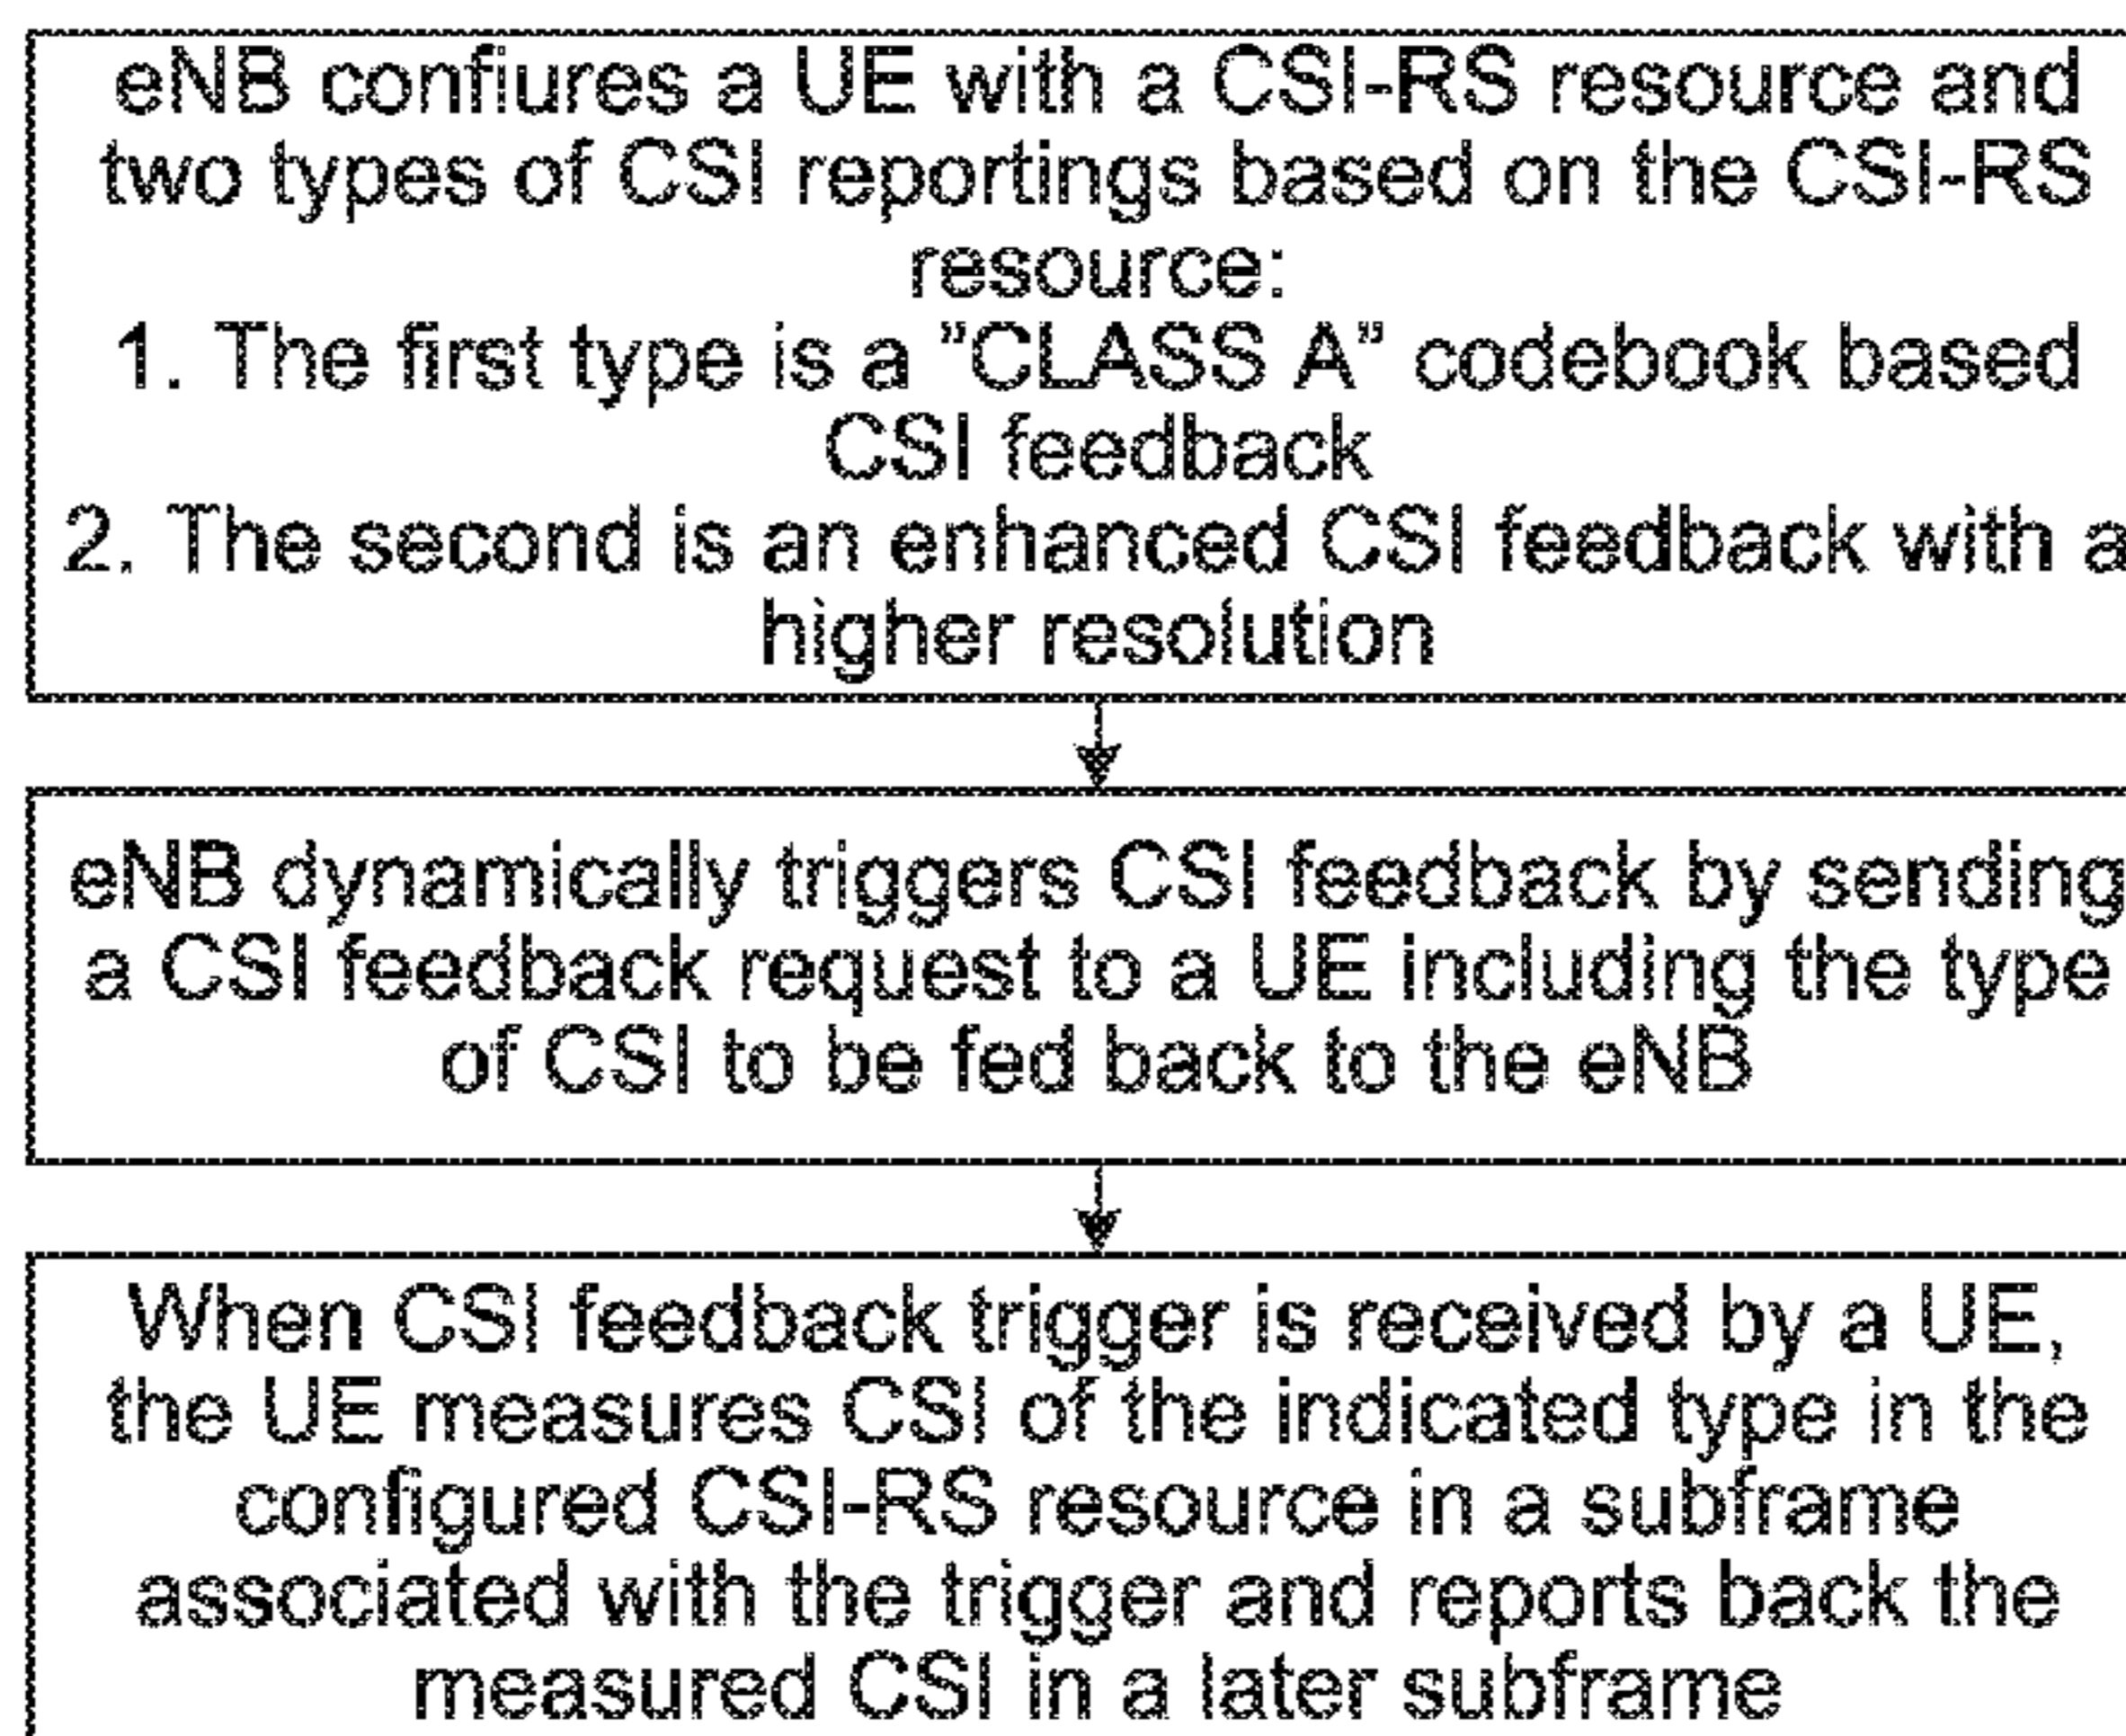 eNB confiures a UE with a CSI-RS resource and
two types of CSI reportings based on the CSI-RS
resource:
1. The first type is a ”CLASS A” codebook based
CSI feedback
2. The second is an enhanced CSI feedback with a
higher resolution
eNB dynamically triggers CSI feedback by sending
a CSI feedback request to a UE including the type
of CSI to be fed back to the eNB
When CSI feedback trigger is received by a UE,
the UE measures CSI of the indicated type in the
configured CSI-RS resource in a subframe
associated with the trigger and reports back the
measured CSI in a later subframe